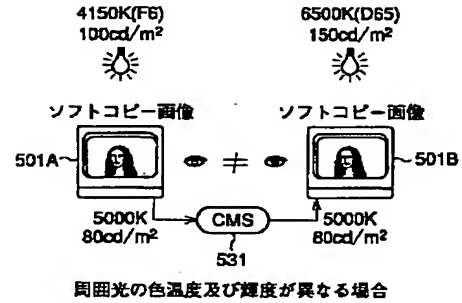 4150K(F6)
100cd/m²
6500K(D65)
150cd/m²
ソフトコピー画像
ソフトコピー画像
501A
≠
501B
5000K
80cd/m²
CMS
5000K
80cd/m²
531
周囲光の色温度及び輝度が異なる場合